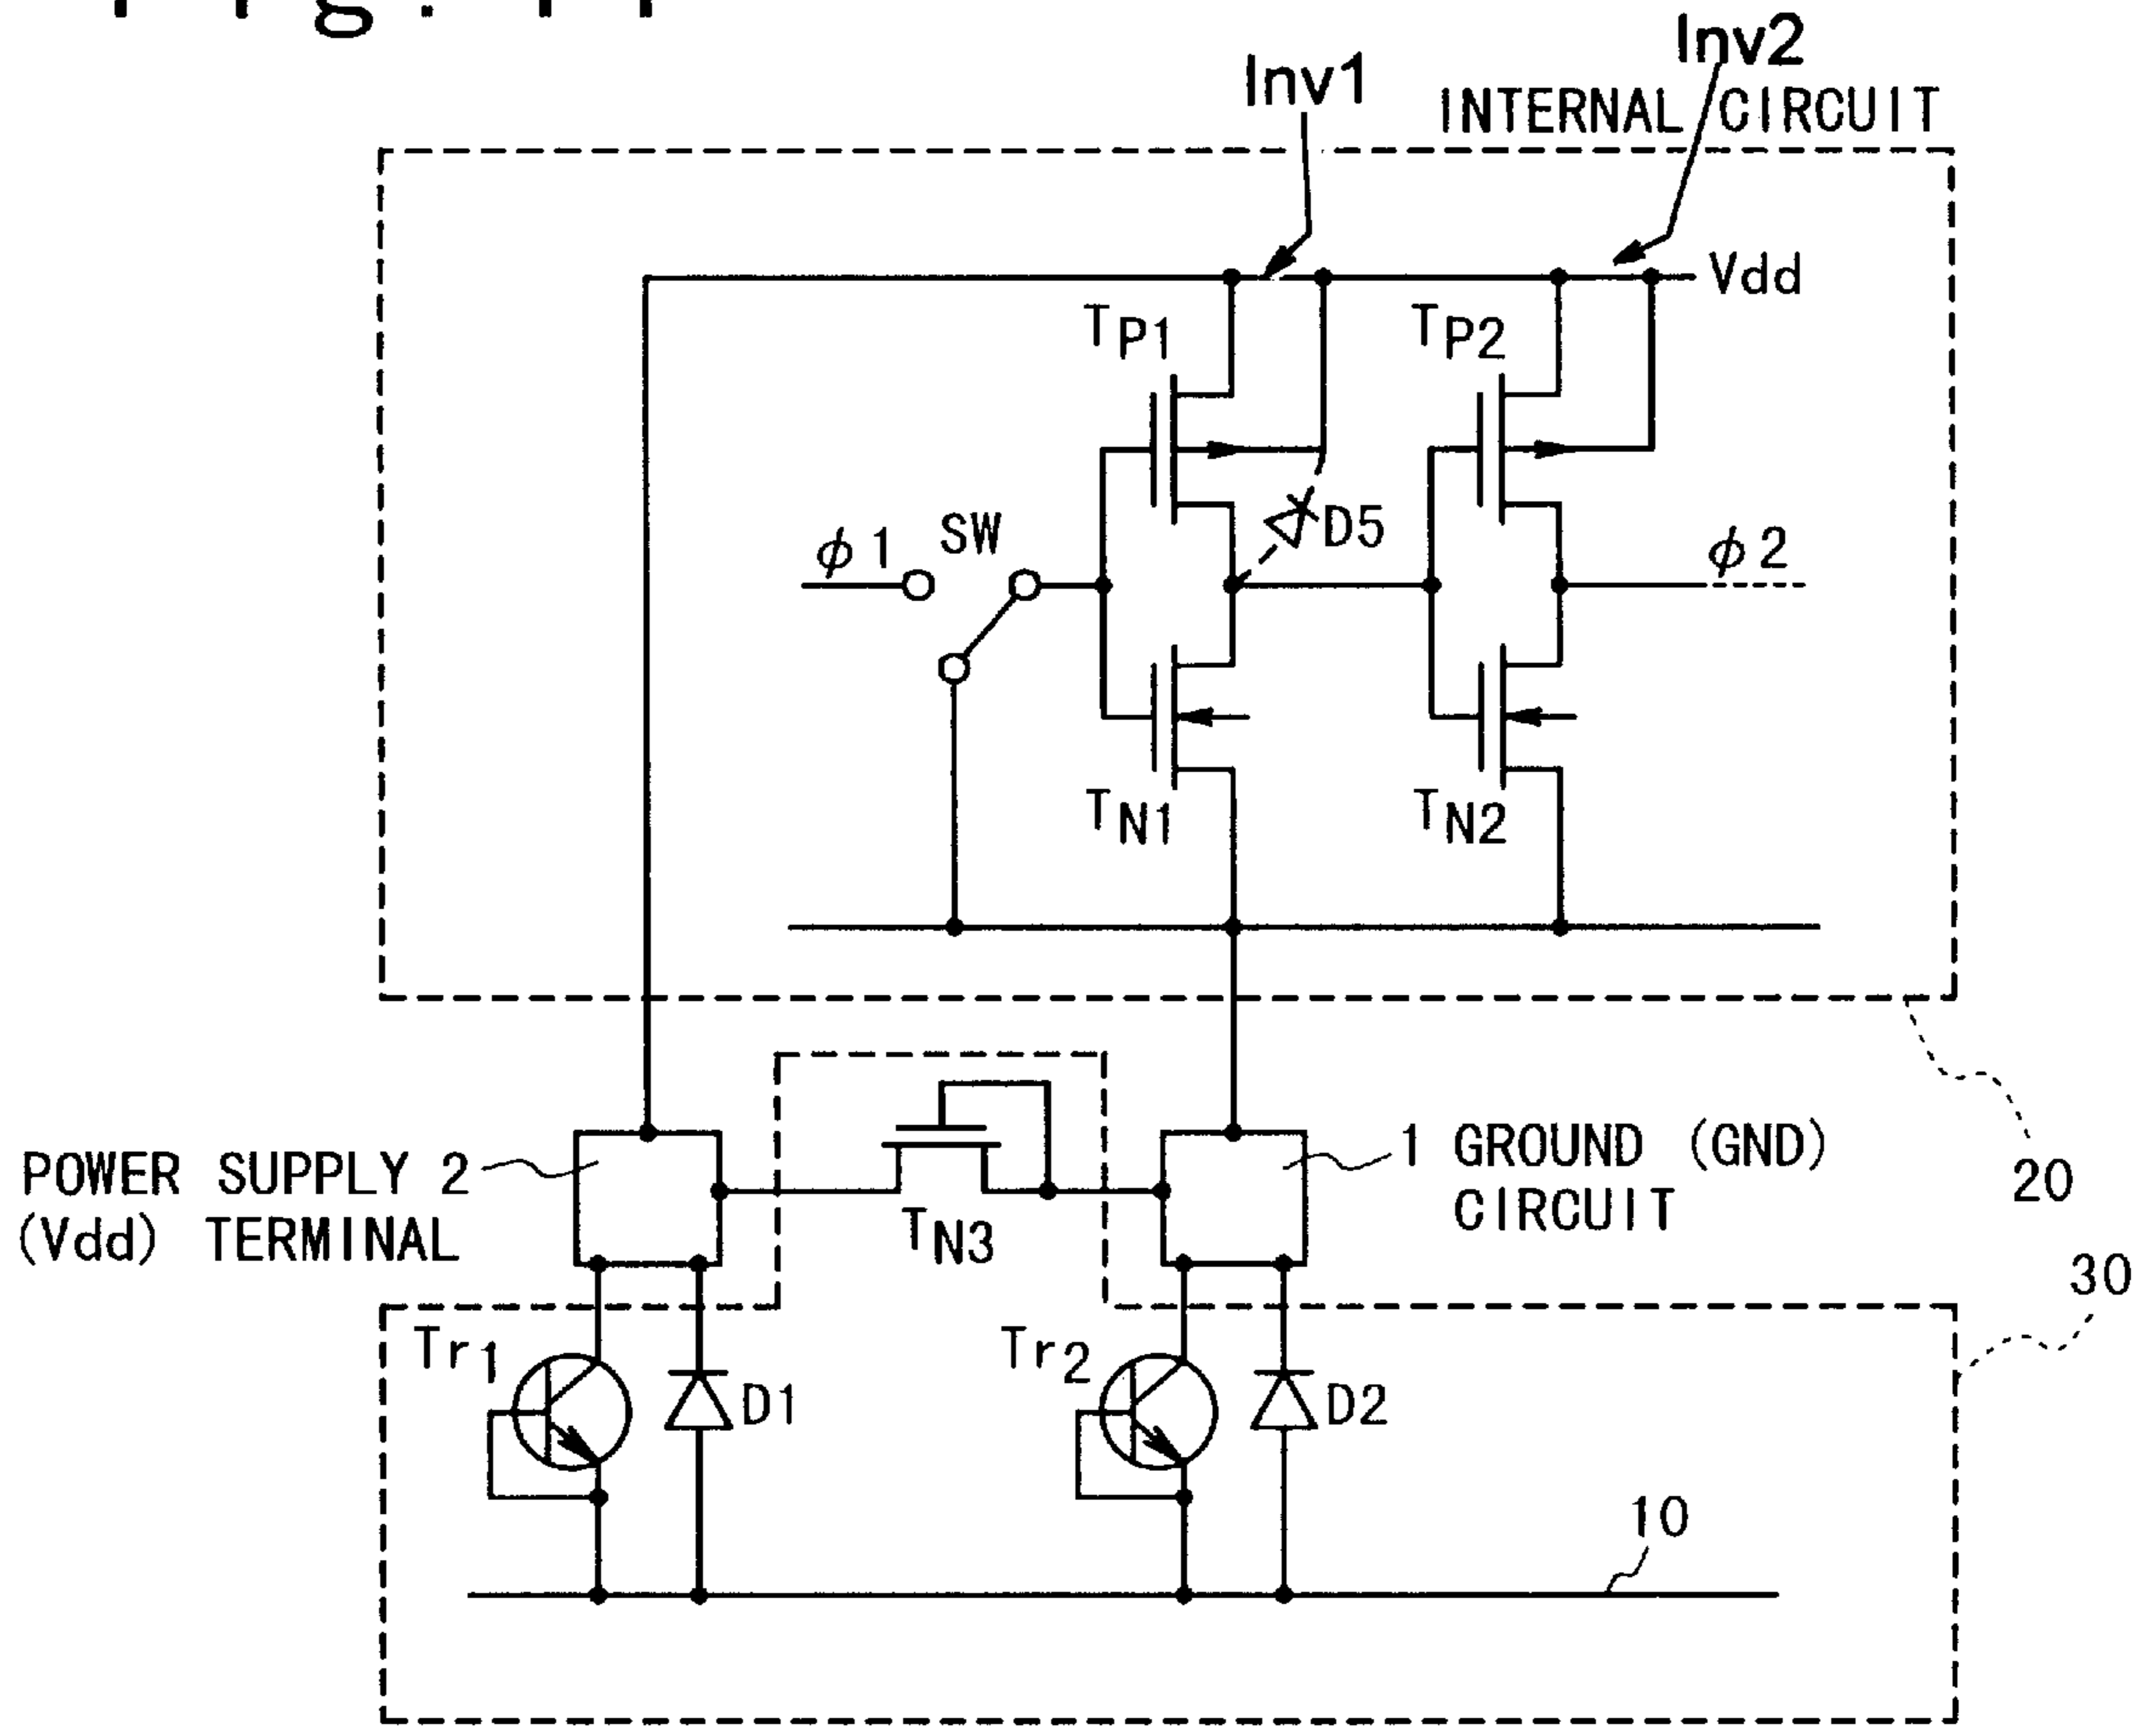 Inv2
Inv1
INTERNAL CIRCUIT
Vdd
TP1
TP2
D5
φ1
SW
φ2
TN1
TN2
POWER SUPPLY 2
(Vdd) TERMINAL
TN3
1 GROUND (GND)
CIRCUIT
20
30
Tr1
D1
Tr2
D2
10